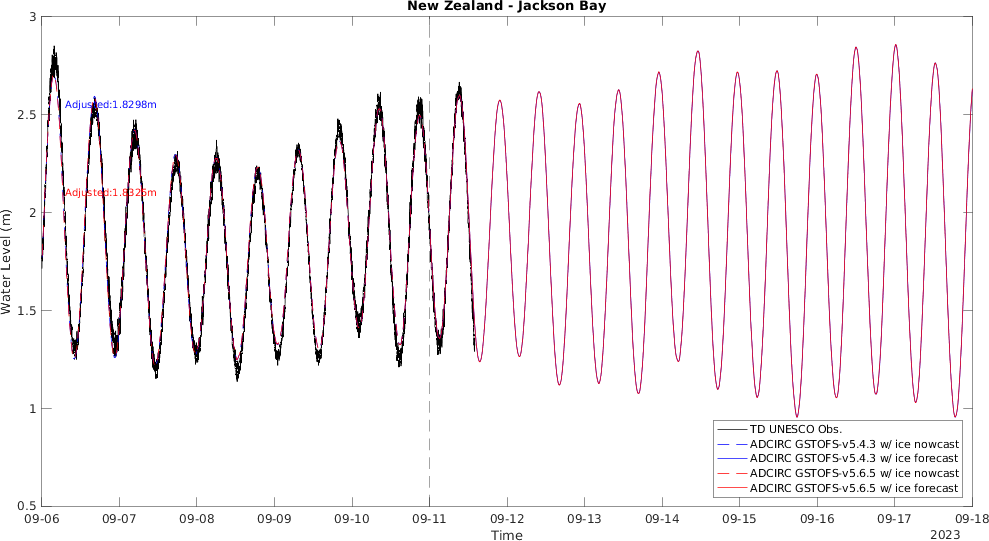 New Zealand - Jackson Bay
3
2.5
2
1.5
1
0.5
Water Level (m)
Adjusted:1.8298m
Adjusted:1.8326m
TD UNESCO Obs.
ADCIRC GSTOFS-v5.4.3 w/ ice nowcast
ADCIRC GSTOFS-v5.4.3 w/ ice forecast
ADCIRC GSTOFS-v5.6.5 w/ ice nowcast
ADCIRC GSTOFS-v5.6.5 w/ ice forecast
09-06 09-07 09-08 09-09 09-10 09-11 09-12 09-13 09-14 09-15 09-16 09-17 09-18
Time
2023